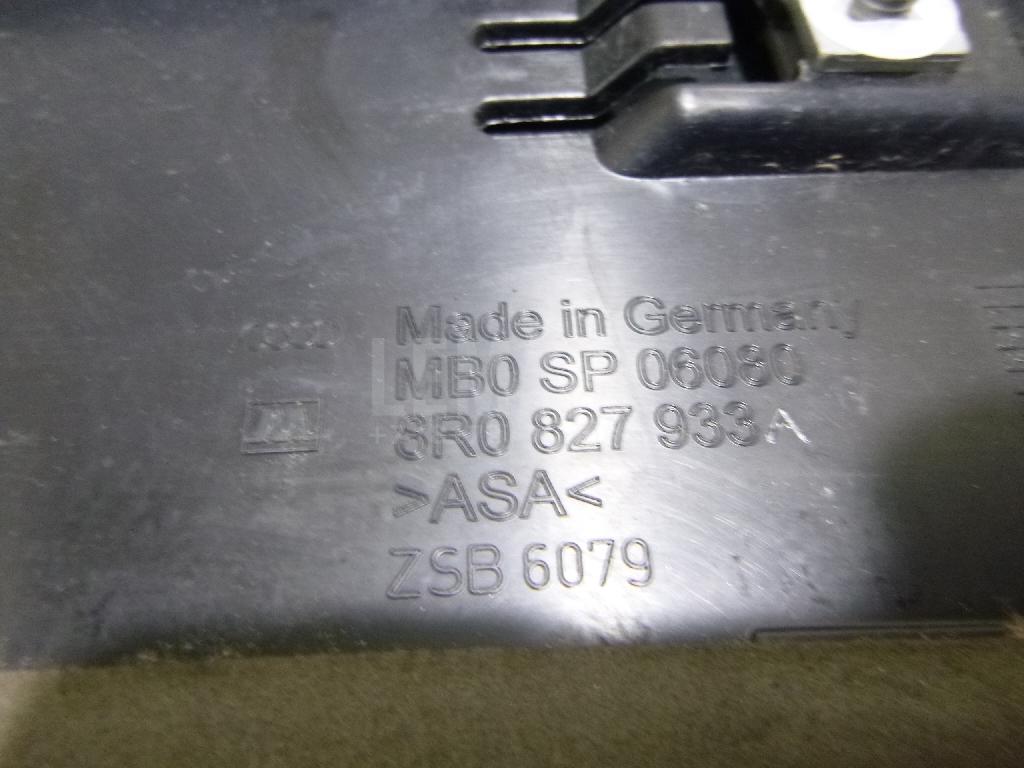 Made in Germany
MB0 SP 06080
8R0 827 933A
>ASA<
ZSB 6079